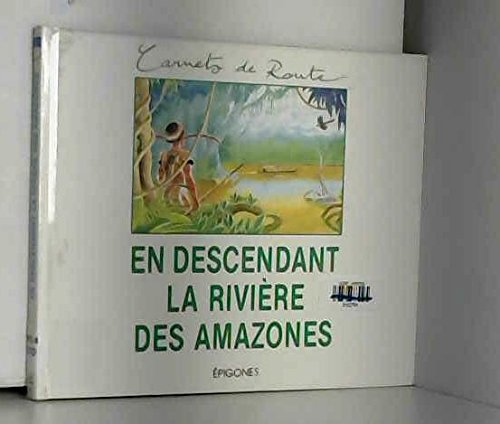 Carnets de Route
EN DESCENDANT
LA RIVIÈRE
DES AMAZONES
ÉPIGONES